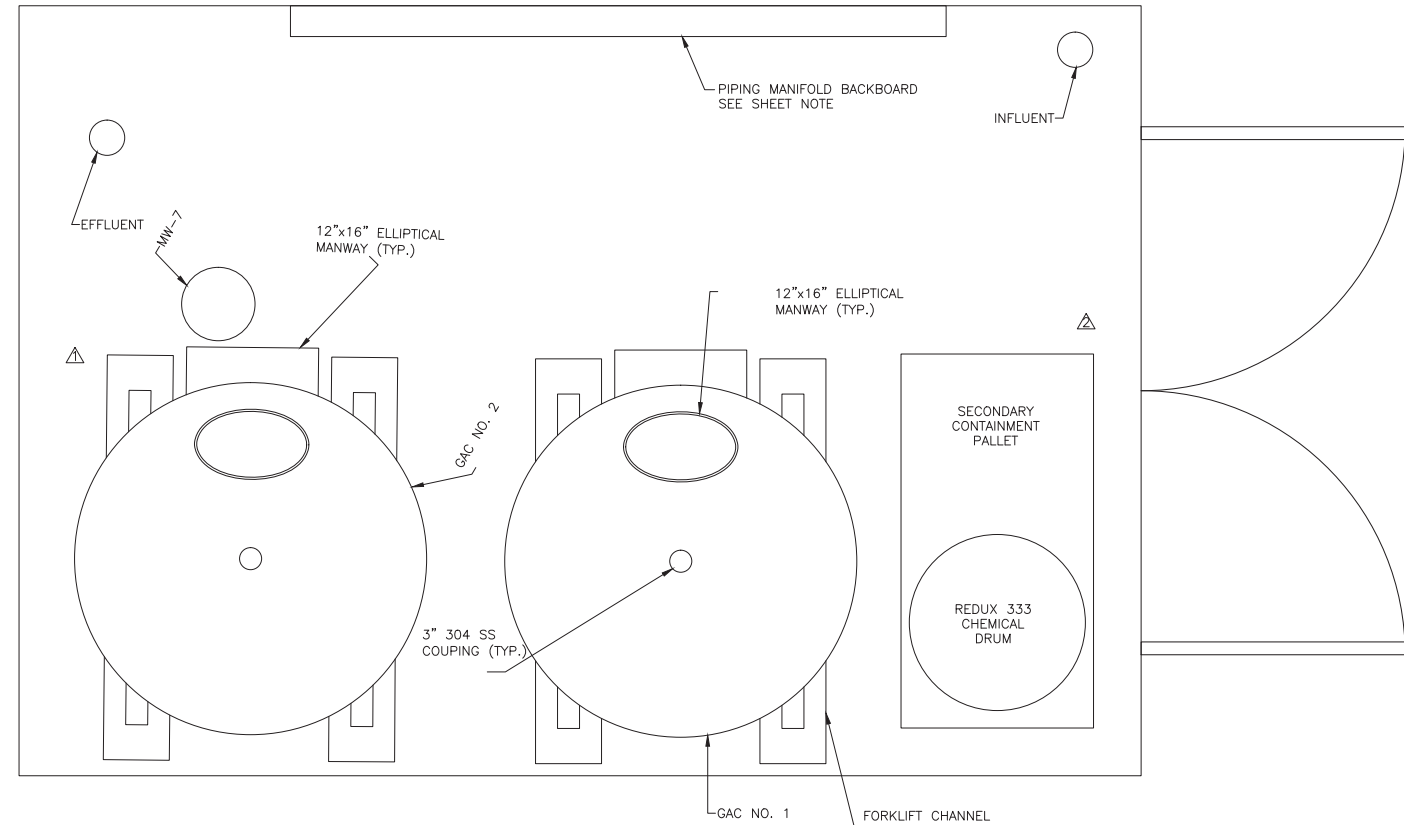 PIPING MANIFOLD BACKBOARD
SEE SHEET NOTE
INFLUENT
EFFLUENT
MW-7
12"x16" ELLIPTICAL
MANWAY (TYP.)
12"x16" ELLIPTICAL
MANWAY (TYP.)
2
1
GAC NO. 2
SECONDARY
CONTAINMENT
PALLET
REDUX 333
CHEMICAL
DRUM
3" 304 SS
COUPING (TYP.)
GAC NO. 1
FORKLIFT CHANNEL